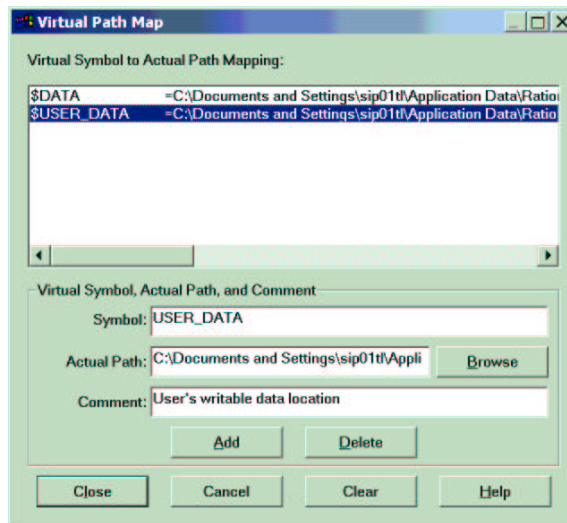 Virtual Path Map
Virtual Symbol to Actual Path Mapping:
$DATA =C:\Documents and Settings\sip01tl\Application Data\Ratio
$USER_DATA =C:\Documents and Settings\sip01tl\Application Data\Ratio
Virtual Symbol, Actual Path, and Comment
Symbol: USER_DATA
Actual Path: C:\Documents and Settings\sip01tl\Appli Browse
Comment: User's writable data location
Add Delete
Close Cancel Clear Help